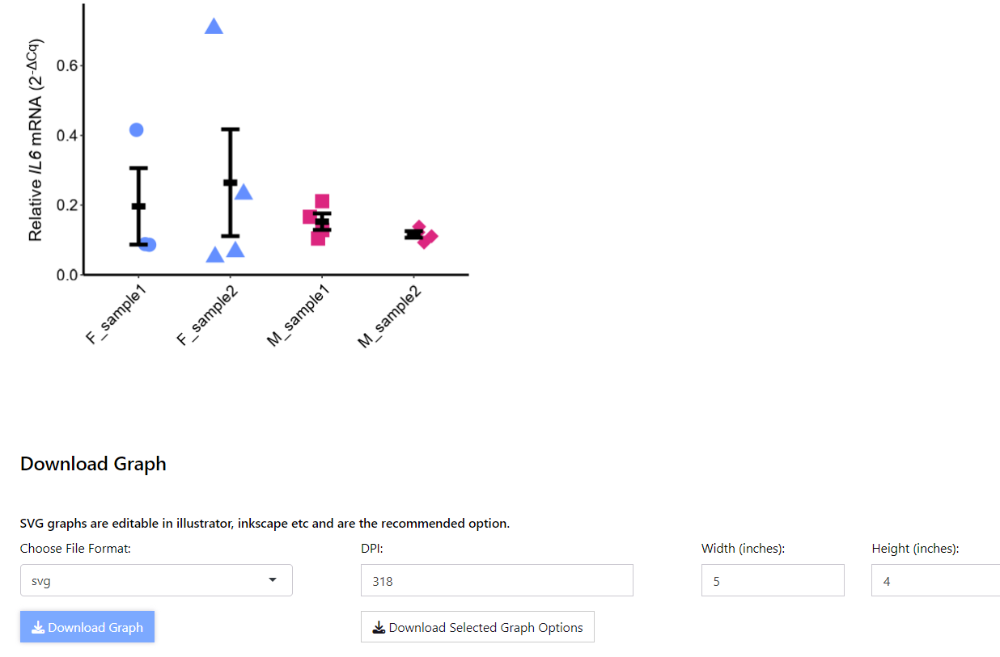 Relative IL6 mRNA (2-ΔCq)
0.6
0.4
0.2
0.0
F_sample1
F_sample2
M_sample1
M_sample2
Download Graph
SVG graphs are editable in illustrator, inkscape etc and are the recommended option.
Choose File Format: DPI: Width (inches): Height (inches):
svg 318 5 4
Download Graph Download Selected Graph Options